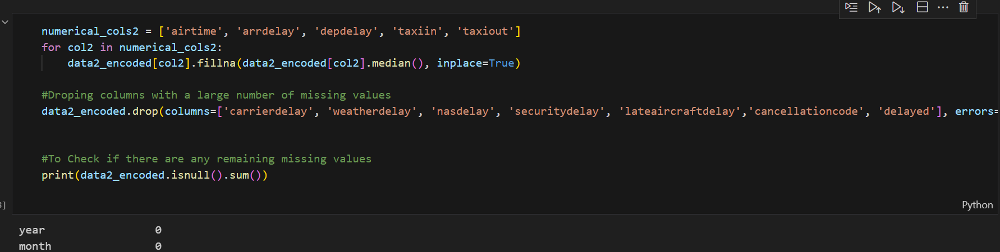 numerical_cols2 = ['airtime', 'arrdelay', 'depdelay', 'taxiin', 'taxiout']
for col2 in numerical_cols2:
    data2_encoded[col2].fillna(data2_encoded[col2].median(), inplace=True)
#Droping columns with a large number of missing values
data2_encoded.drop(columns=['carrierdelay', 'weatherdelay', 'nasdelay', 'securitydelay', 'lateaircraftdelay','cancellationcode', 'delayed'], errors=
#To Check if there are any remaining missing values
print(data2_encoded.isnull().sum())
]
Python
year 0
month 0